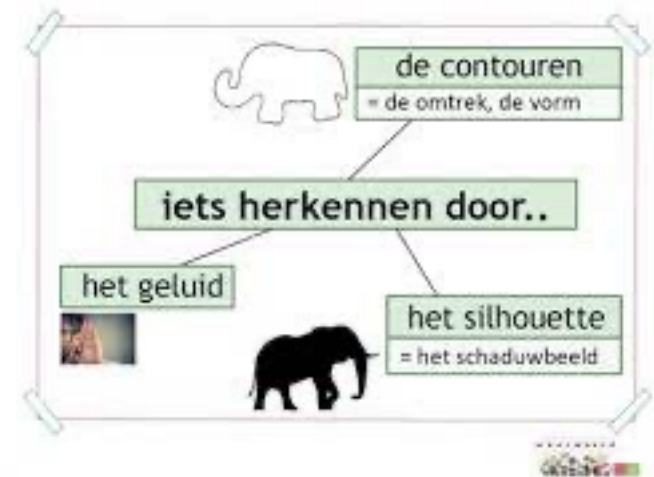 de contouren
= de omtrek, de vorm
iets herkennen door..
het geluid
het silhouette
= het schaduwbeeld